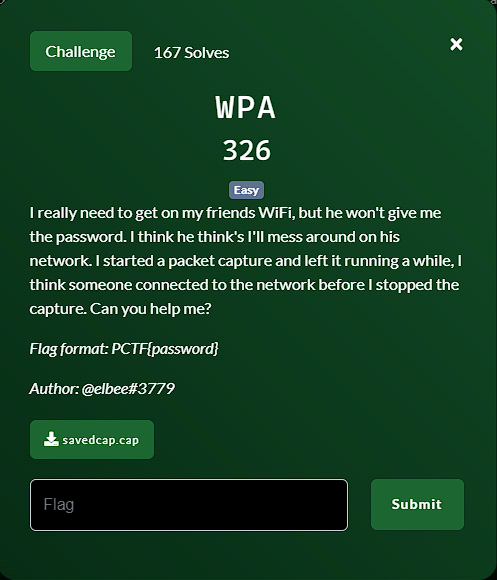 Challenge 167 Solves ×
WPA
326
Easy
I really need to get on my friends WiFi, but he won't give me
the password. I think he think's I'll mess around on his
network. I started a packet capture and left it running a while, I
think someone connected to the network before I stopped the
capture. Can you help me?
Flag format: PCTF{password}
Author: @elbee#3779
savedcap.cap
Flag Submit